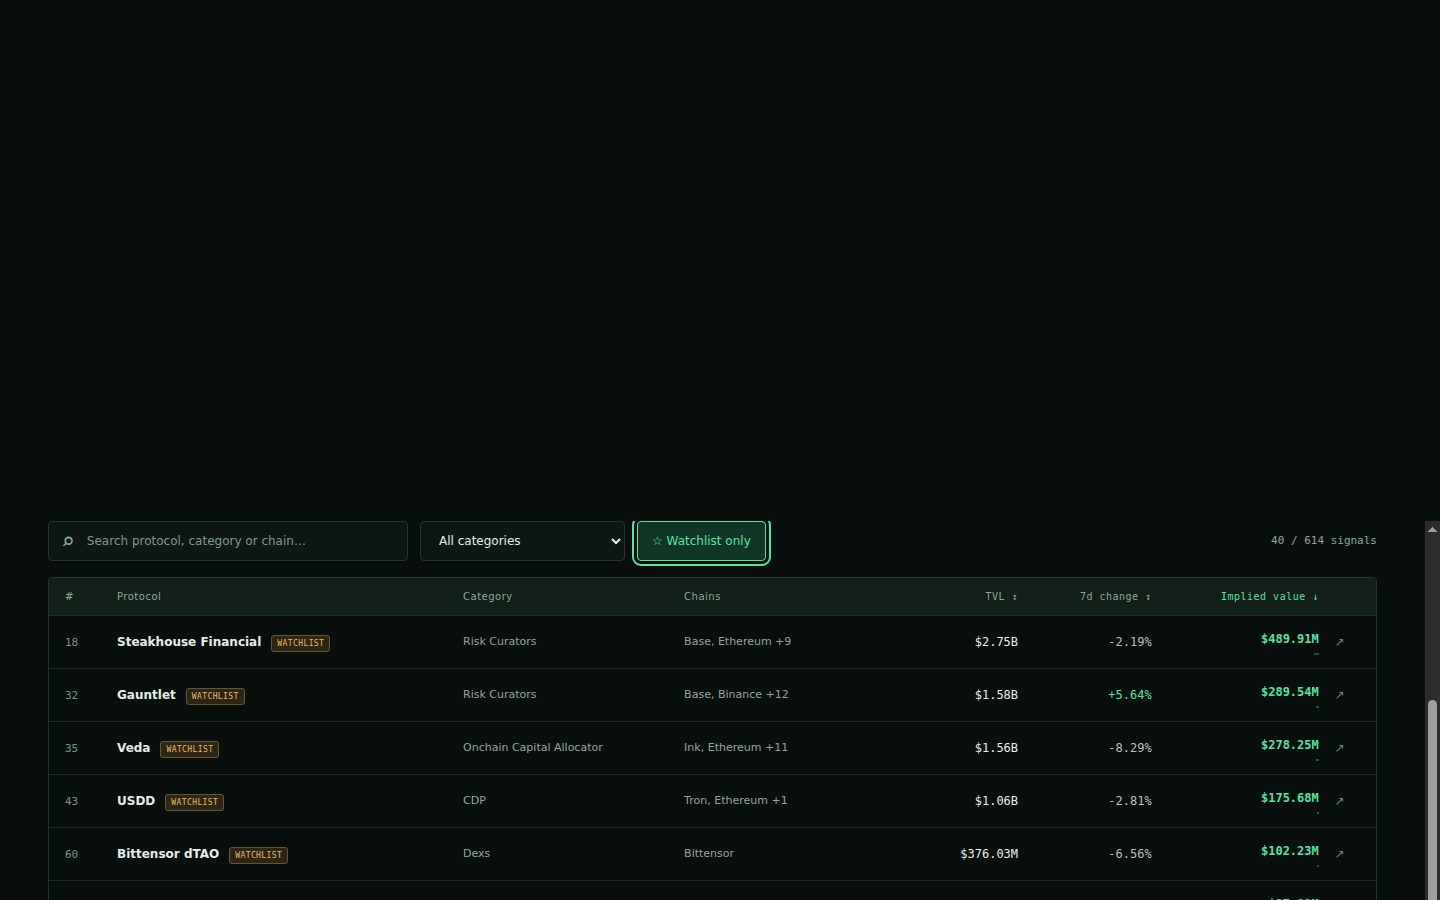 ⌕ Search protocol, category or chain… All categories ☆ Watchlist only 40 / 614 signals
# Protocol Category Chains TVL ↕ 7d change ↕ Implied value ↓
18 Steakhouse Financial WATCHLIST Risk Curators Base, Ethereum +9 $2.75B -2.19% $489.91M ↗
32 Gauntlet WATCHLIST Risk Curators Base, Binance +12 $1.58B +5.64% $289.54M ↗
35 Veda WATCHLIST Onchain Capital Allocator Ink, Ethereum +11 $1.56B -8.29% $278.25M ↗
43 USDD WATCHLIST CDP Tron, Ethereum +1 $1.06B -2.81% $175.68M ↗
60 Bittensor dTAO WATCHLIST Dexs Bittensor $376.03M -6.56% $102.23M ↗